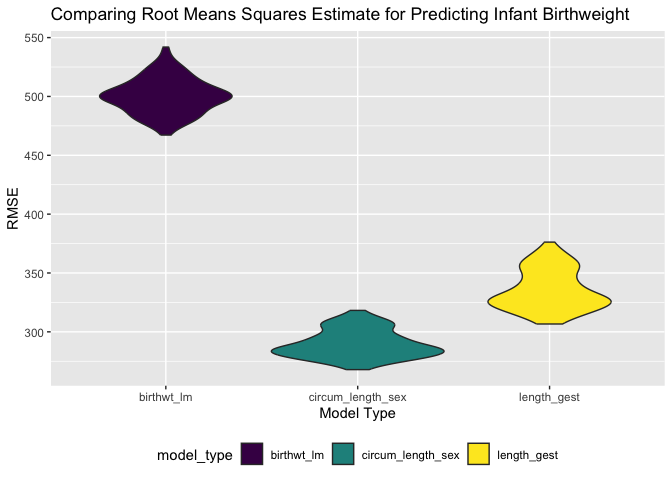 Comparing Root Means Squares Estimate for Predicting Infant Birthweight
550
500
450
400
350
300
RMSE
birthwt_lm circum_length_sex length_gest
Model Type
model_type birthwt_lm circum_length_sex length_gest